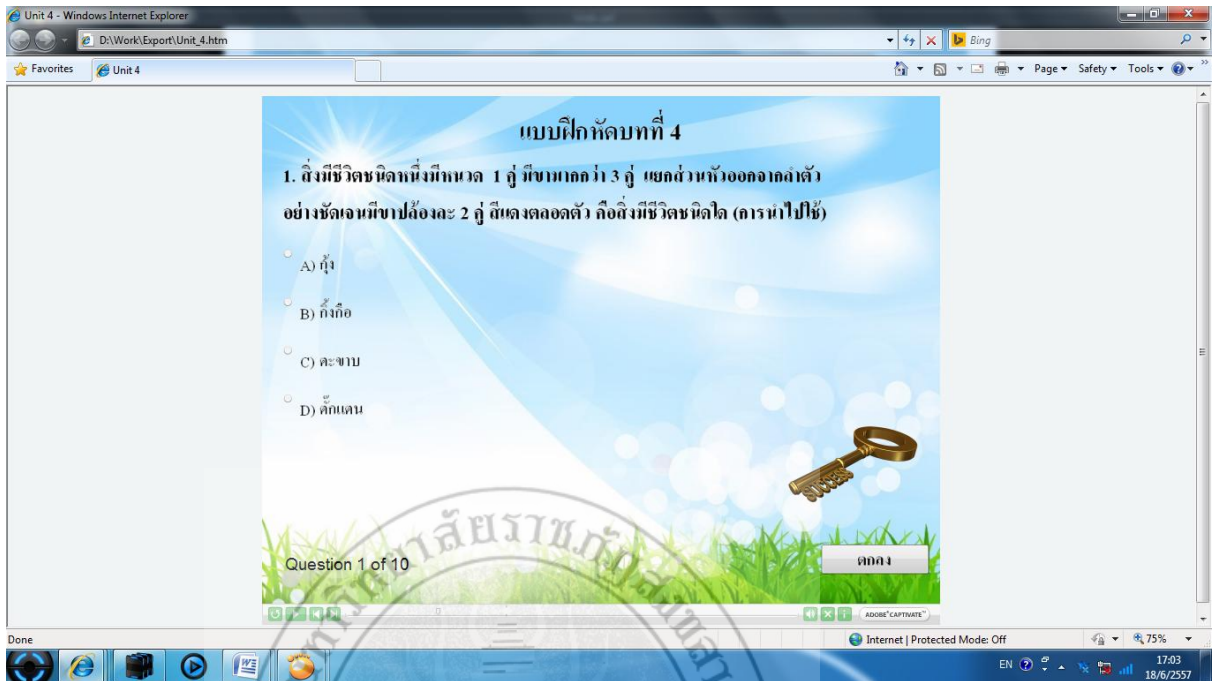 Unit 4 - Windows Internet Explorer
D:\Work\Export\Unit_4.htm
Bing
Favorites
Unit 4
Page
Safety
Tools
แบบฝึกหัดบทที่ 4
1. สิ่งมีชีวิตชนิดหนึ่งมีหนวด 1 คู่ มีขามากกว่า 3 คู่ แยกส่วนหัวออกจากลำตัว
อย่างชัดเจนมีขาปล้องละ 2 คู่ สีแดงตลอดตัว คือสิ่งมีชีวิตชนิดใด (การนำไปใช้)
A) กุ้ง
B) กิ้งกือ
C) ตะขาบ
D) ตั๊กแตน
SUCCESS
Question 1 of 10
ตกลง
ADOBE® CAPTIVATE™
Done
Internet | Protected Mode: Off
75%
EN
17:03
18/6/2557